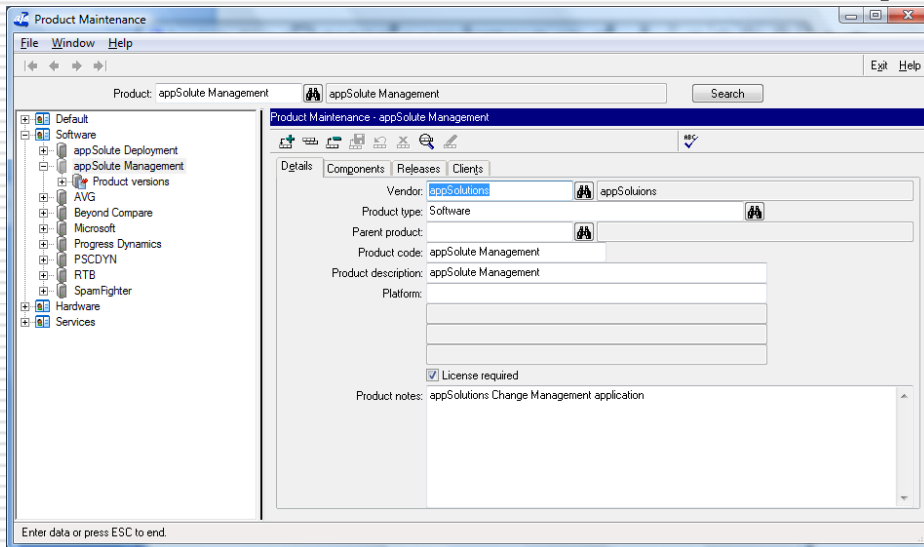 Product Maintenance
File Window Help
Exit Help
Product: appSolute Management appSolute Management Search
Default
Software
appSolute Deployment
appSolute Management
Product versions
AVG
Beyond Compare
Microsoft
Progress Dynamics
PSCDYN
RTB
SpamFighter
Hardware
Services
Product Maintenance - appSolute Management
ABC
Details Components Releases Clients
Vendor: appSolutions appSoluions
Product type: Software
Parent product:
Product code: appSolute Management
Product description: appSolute Management
Platform:
License required
Product notes: appSolutions Change Management application
Enter data or press ESC to end.